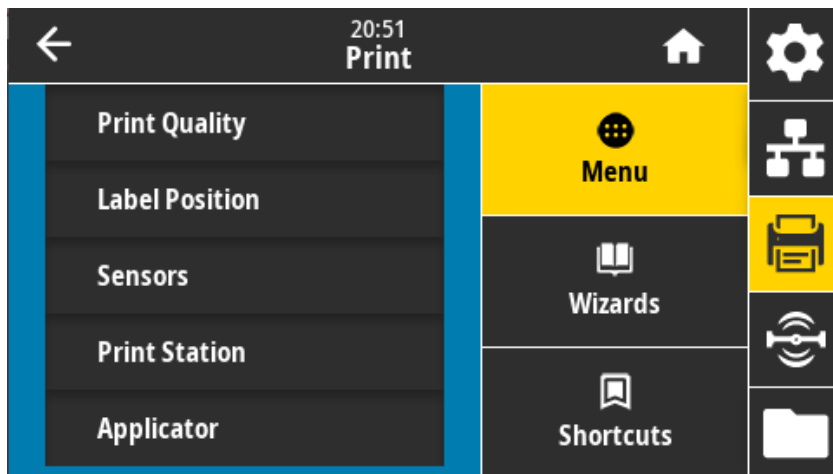 20:51
Print
Print Quality
Label Position
Sensors
Print Station
Applicator
Menu
Wizards
Shortcuts